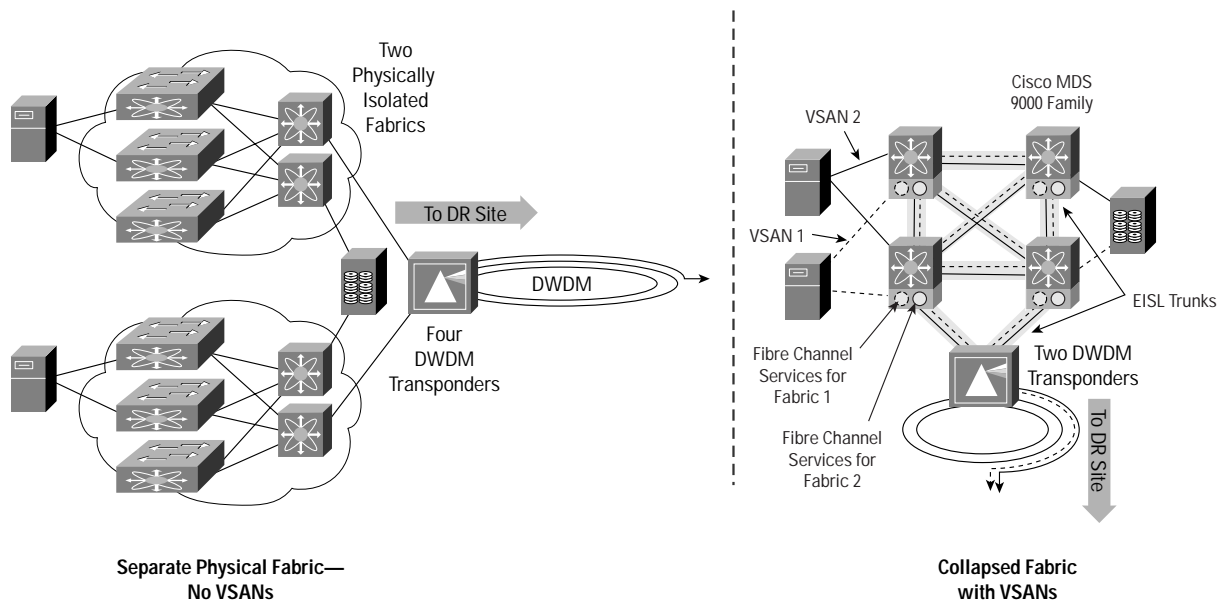 Two
Physically
Isolated
Fabrics
To DR Site
DWDM
Four
DWDM
Transponders
Separate Physical Fabric—
No VSANs
Cisco MDS
9000 Family
VSAN 2
VSAN 1
EISL Trunks
Fibre Channel
Services for
Fabric 1
Two DWDM
Transponders
Fibre Channel
Services for
Fabric 2
To DR Site
Collapsed Fabric
with VSANs